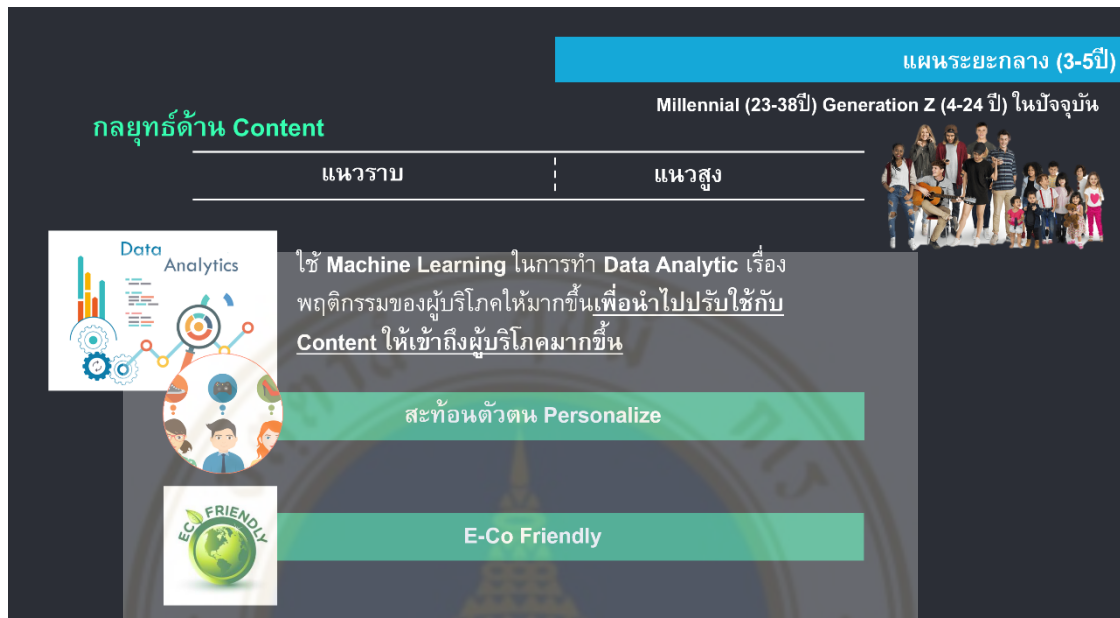 แผนระยะกลาง (3-5ปี)
Millennial (23-38ปี) Generation Z (4-24 ปี) ในปัจจุบัน
กลยุทธ์ด้าน Content
แนวราบ
แนวสูง
Data
Analytics
ใช้ Machine Learning ในการทำ Data Analytic เรื่อง
พฤติกรรมของผู้บริโภคให้มากขึ้นเพื่อนำไปปรับใช้กับ
Content ให้เข้าถึงผู้บริโภคมากขึ้น
สะท้อนตัวตน Personalize
ECO FRIENDLY
E-Co Friendly